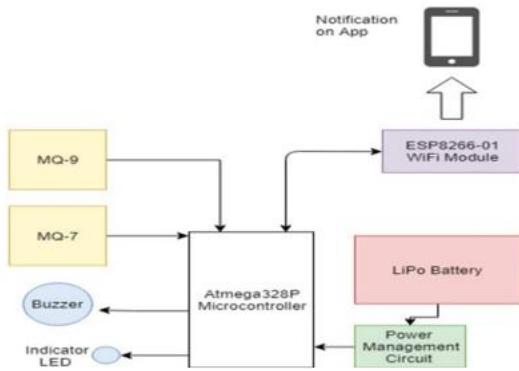 Notification
on App
ESP8266-01
WiFi Module
MQ-9
MQ-7
LiPo Battery
Atmega328P
Microcontroller
Buzzer
Indicator
LED
Power
Management
Circuit